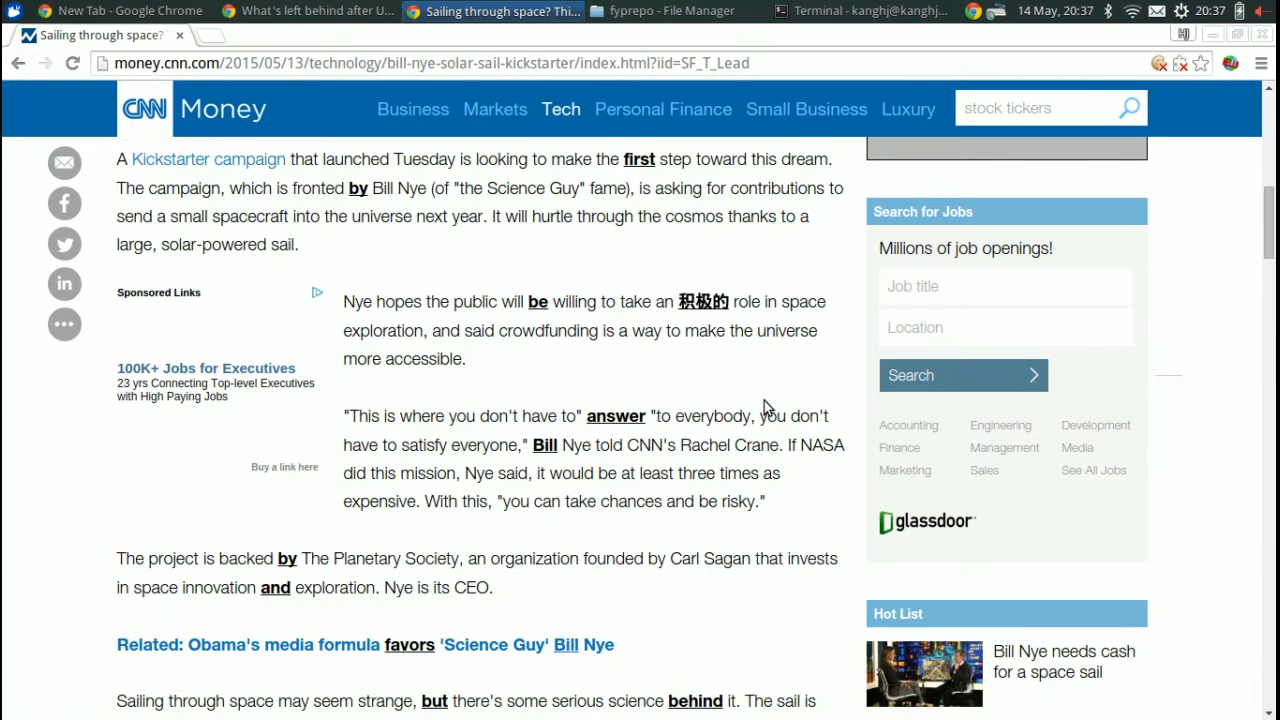 New Tab - Google Chrome
What's left behind after U...
Sailing through space? Thi...
fyprepo - File Manager
Terminal - kanghj@kanghj...
14 May, 20:37
20:37
Sailing through space?
money.cnn.com/2015/05/13/technology/bill-nye-solar-sail-kickstarter/index.html?iid=SF_T_Lead
CNN Money
Business Markets Tech Personal Finance Small Business Luxury
stock tickers
A Kickstarter campaign that launched Tuesday is looking to make the first step toward this dream.
The campaign, which is fronted by Bill Nye (of "the Science Guy" fame), is asking for contributions to
send a small spacecraft into the universe next year. It will hurtle through the cosmos thanks to a
large, solar-powered sail.
Sponsored Links
100K+ Jobs for Executives
23 yrs Connecting Top-level Executives
with High Paying Jobs
Buy a link here
Nye hopes the public will be willing to take an 积极的 role in space
exploration, and said crowdfunding is a way to make the universe
more accessible.
"This is where you don't have to" answer "to everybody, you don't
have to satisfy everyone," Bill Nye told CNN's Rachel Crane. If NASA
did this mission, Nye said, it would be at least three times as
expensive. With this, "you can take chances and be risky."
The project is backed by The Planetary Society, an organization founded by Carl Sagan that invests
in space innovation and exploration. Nye is its CEO.
Related: Obama's media formula favors 'Science Guy' Bill Nye
Sailing through space may seem strange, but there's some serious science behind it. The sail is
Search for Jobs
Millions of job openings!
Job title
Location
Search
Accounting Engineering Development
Finance Management Media
Marketing Sales See All Jobs
glassdoor
Hot List
Bill Nye needs cash
for a space sail